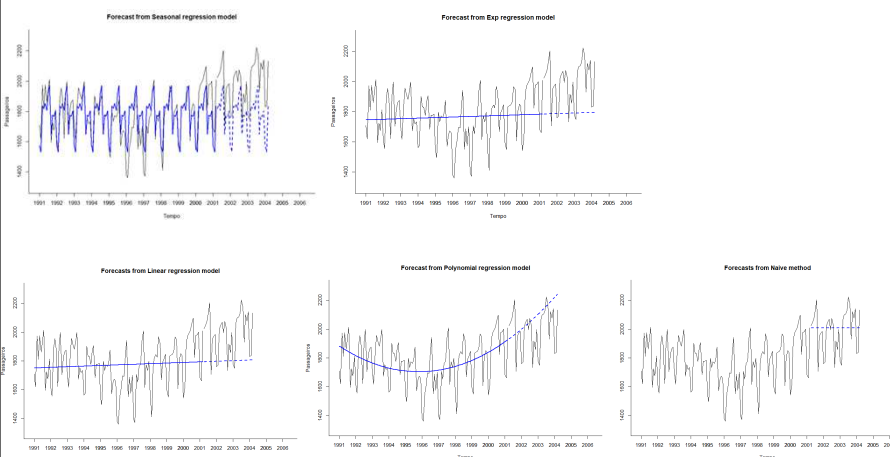 Forecast from Seasonal regression model
Passageiros
2200
2000
1800
1600
1400
1991 1992 1993 1994 1995 1996 1997 1998 1999 2000 2001 2002 2003 2004 2005 2006
Tempo
Forecast from Exp regression model
Passageiros
2200
2000
1800
1600
1400
1991 1992 1993 1994 1995 1996 1997 1998 1999 2000 2001 2002 2003 2004 2005 2006
Tempo
Forecasts from Linear regression model
Passageiros
2200
2000
1800
1600
1400
1991 1992 1993 1994 1995 1996 1997 1998 1999 2000 2001 2002 2003 2004 2005 2006
Forecast from Polynomial regression model
Passageiros
2200
2000
1800
1600
1400
1991 1992 1993 1994 1995 1996 1997 1998 1999 2000 2001 2002 2003 2004 2005 2006
Forecasts from Naive method
2200
2000
1800
1600
1400
1991 1992 1993 1994 1995 1996 1997 1998 1999 2000 2001 2002 2003 2004 2005